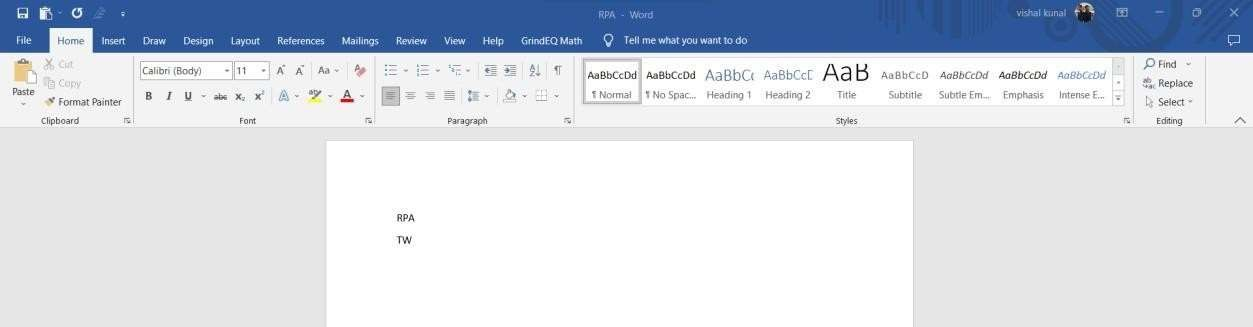 RPA - Word
vishal kunal
File Home Insert Draw Design Layout References Mailings Review View Help GrindEQ Math Tell me what you want to do
Paste
Cut
Copy
Format Painter
Clipboard
Calibri (Body) 11 A A Aa A
B I U abc x₂ x² A ab A
Font
Paragraph
AaBbCcDd AaBbCcDd AaBbCc AaBbCcD AaB AaBbCcD AaBbCcDd AaBbCcDd AaBbCcDd
¶ Normal ¶ No Spac... Heading 1 Heading 2 Title Subtitle Subtle Em... Emphasis Intense E...
Styles
Find
Replace
Select
Editing
RPA
TW